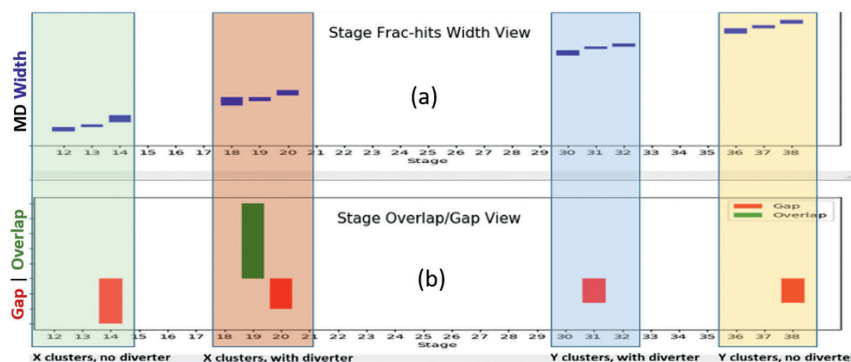 Stage Frac-hits Width View
MD Width
(a)
12 13 14 15 16 17 18 19 20 21 22 23 24 25 26 27 28 29 30 31 32 33 34 35 36 37 38
Stage
Stage Overlap/Gap View
Gap
Overlap
Gap | Overlap
(b)
12 13 14 15 16 17 18 19 20 21 22 23 24 25 26 27 28 29 30 31 32 33 34 35 36 37 38
Stage
X clusters, no diverter X clusters, with diverter Y clusters, with diverter Y clusters, no diverter